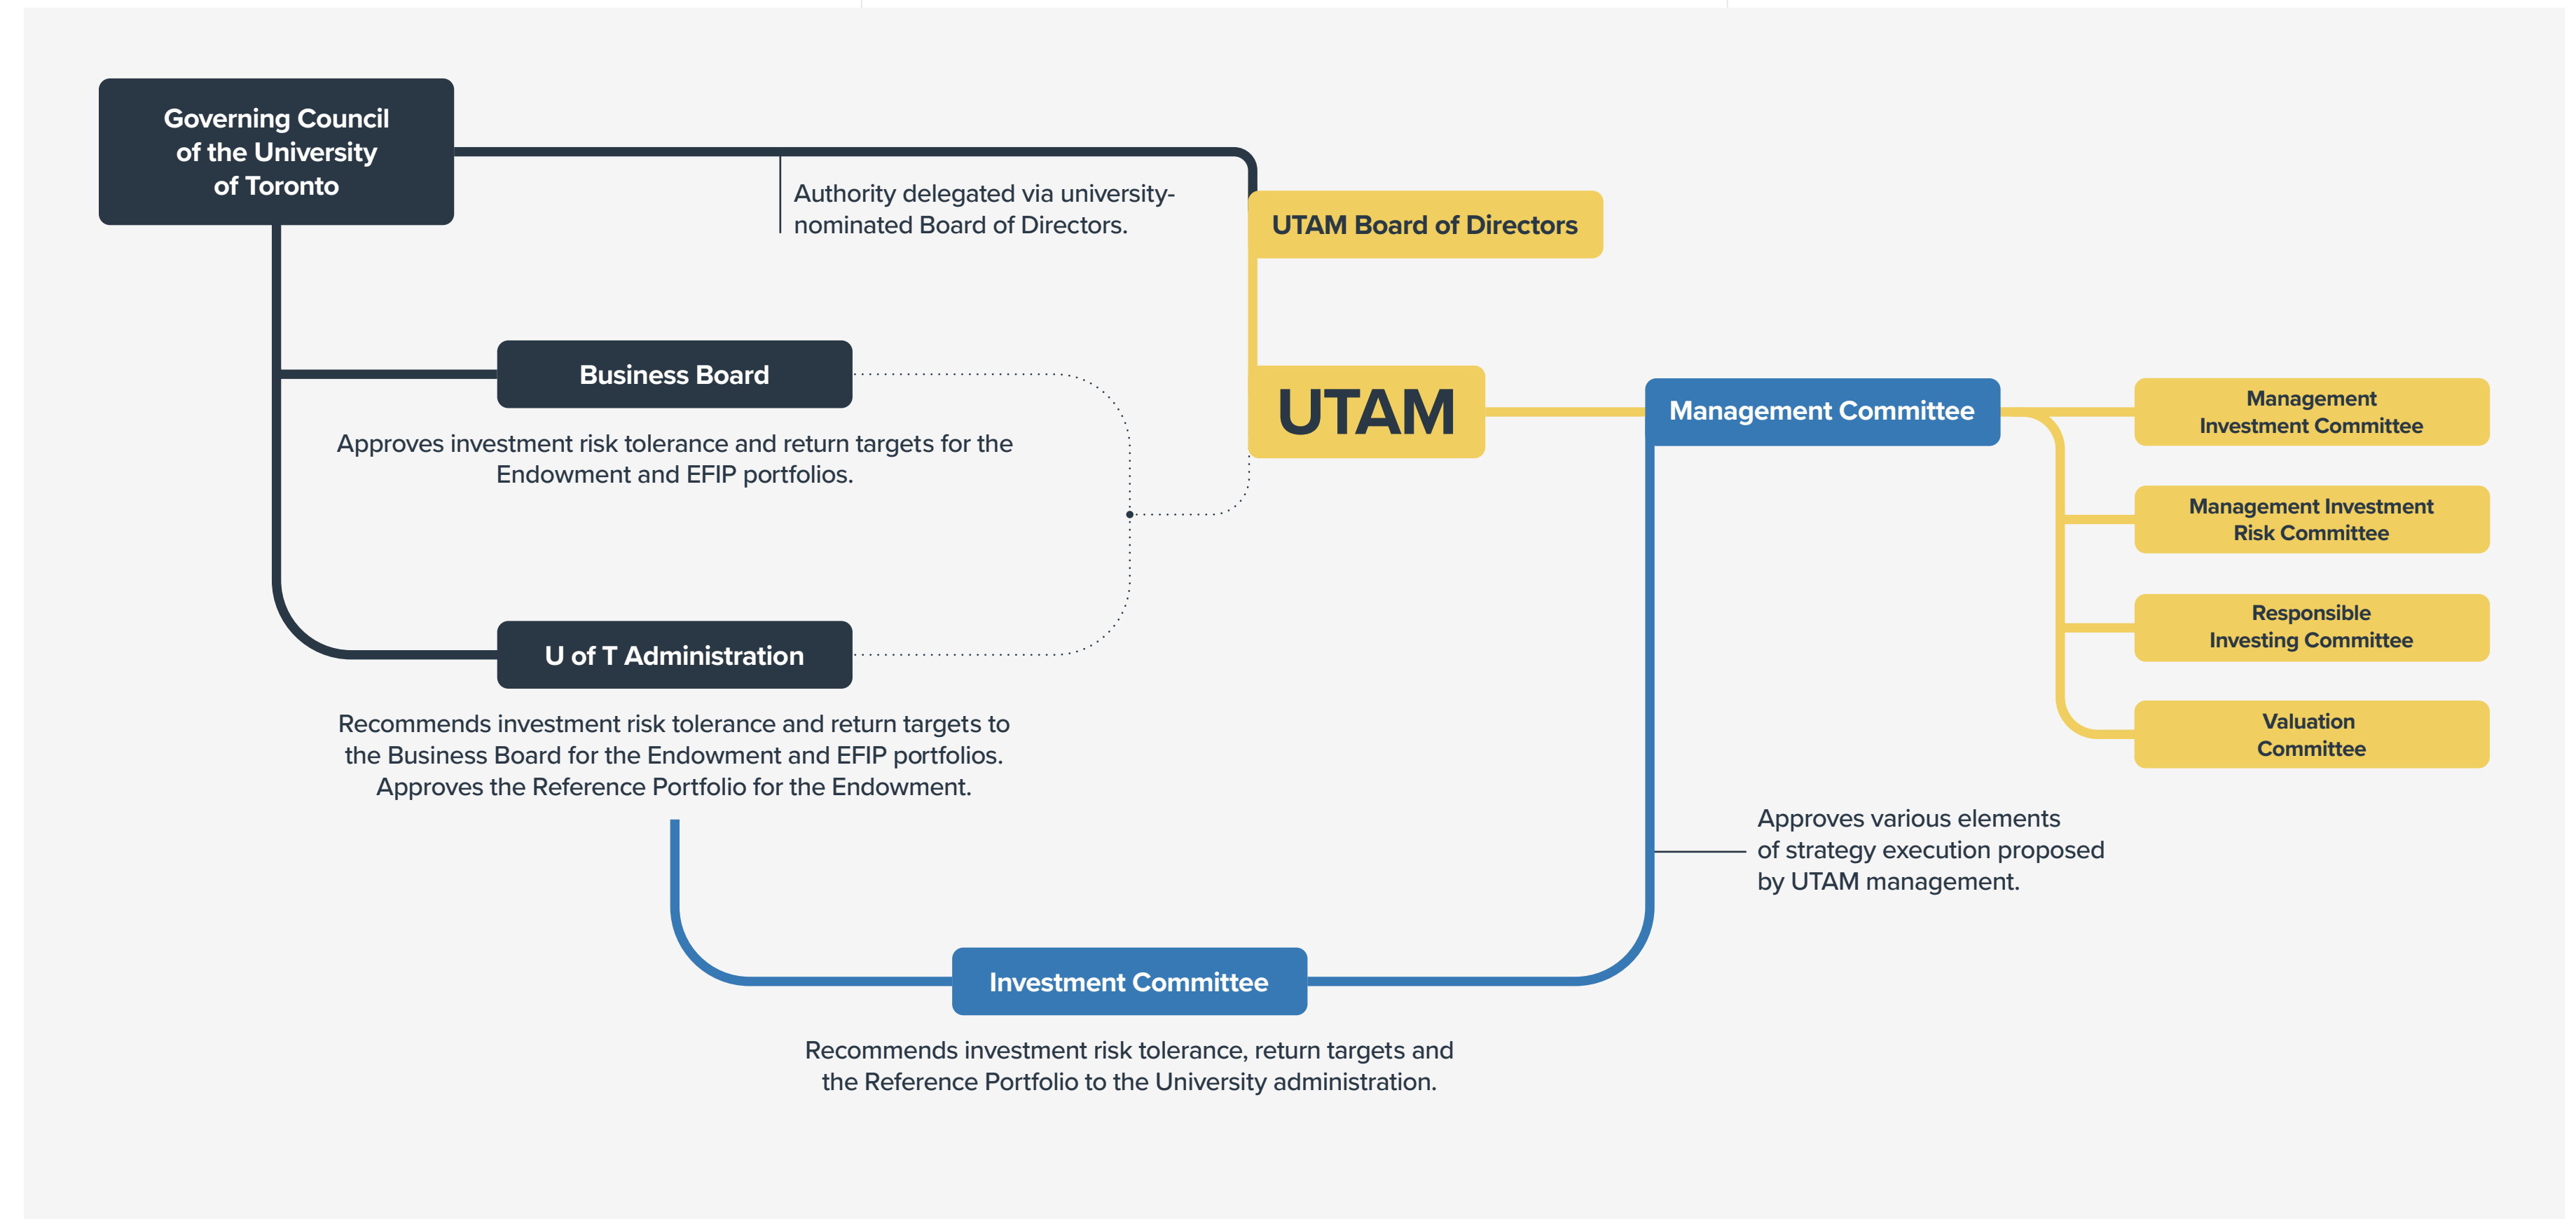 Governing Council
of the University
of Toronto
Authority delegated via university-
nominated Board of Directors.
UTAM Board of Directors
Business Board
Approves investment risk tolerance and return targets for the
Endowment and EFIP portfolios.
UTAM
Management Committee
Management
Investment Committee
Management Investment
Risk Committee
Responsible
Investing Committee
Valuation
Committee
U of T Administration
Recommends investment risk tolerance and return targets to
the Business Board for the Endowment and EFIP portfolios.
Approves the Reference Portfolio for the Endowment.
Approves various elements
of strategy execution proposed
by UTAM management.
Investment Committee
Recommends investment risk tolerance, return targets and
the Reference Portfolio to the University administration.